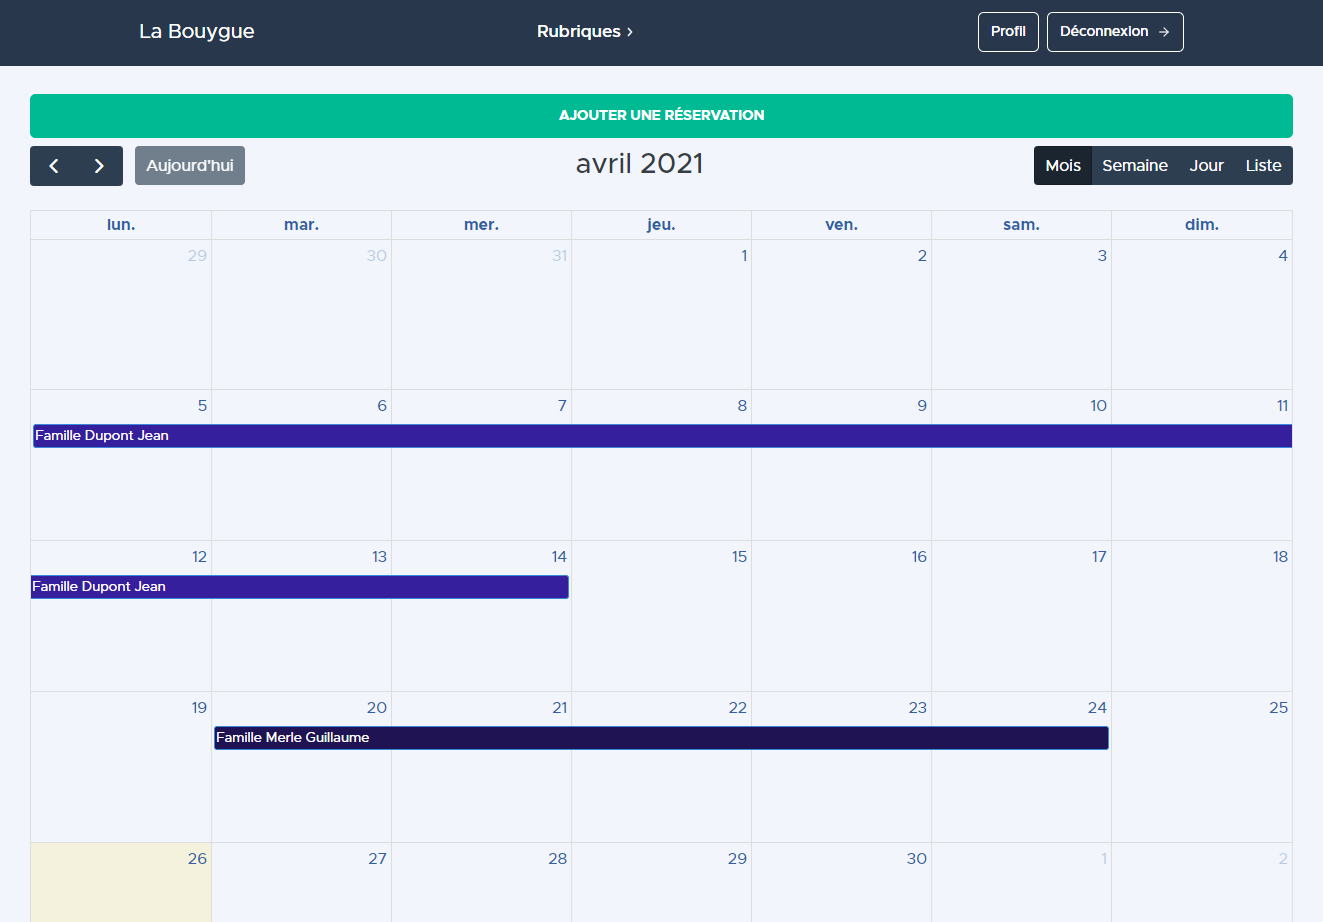 La Bouygue
Rubriques ›
Profil
Déconnexion →
AJOUTER UNE RÉSERVATION
Aujourd'hui
avril 2021
Mois Semaine Jour Liste
lun. mar. mer. jeu. ven. sam. dim.
29 30 31 1 2 3 4
5 6 7 8 9 10 11
Famille Dupont Jean
12 13 14 15 16 17 18
Famille Dupont Jean
19 20 21 22 23 24 25
Famille Merle Guillaume
26 27 28 29 30 1 2